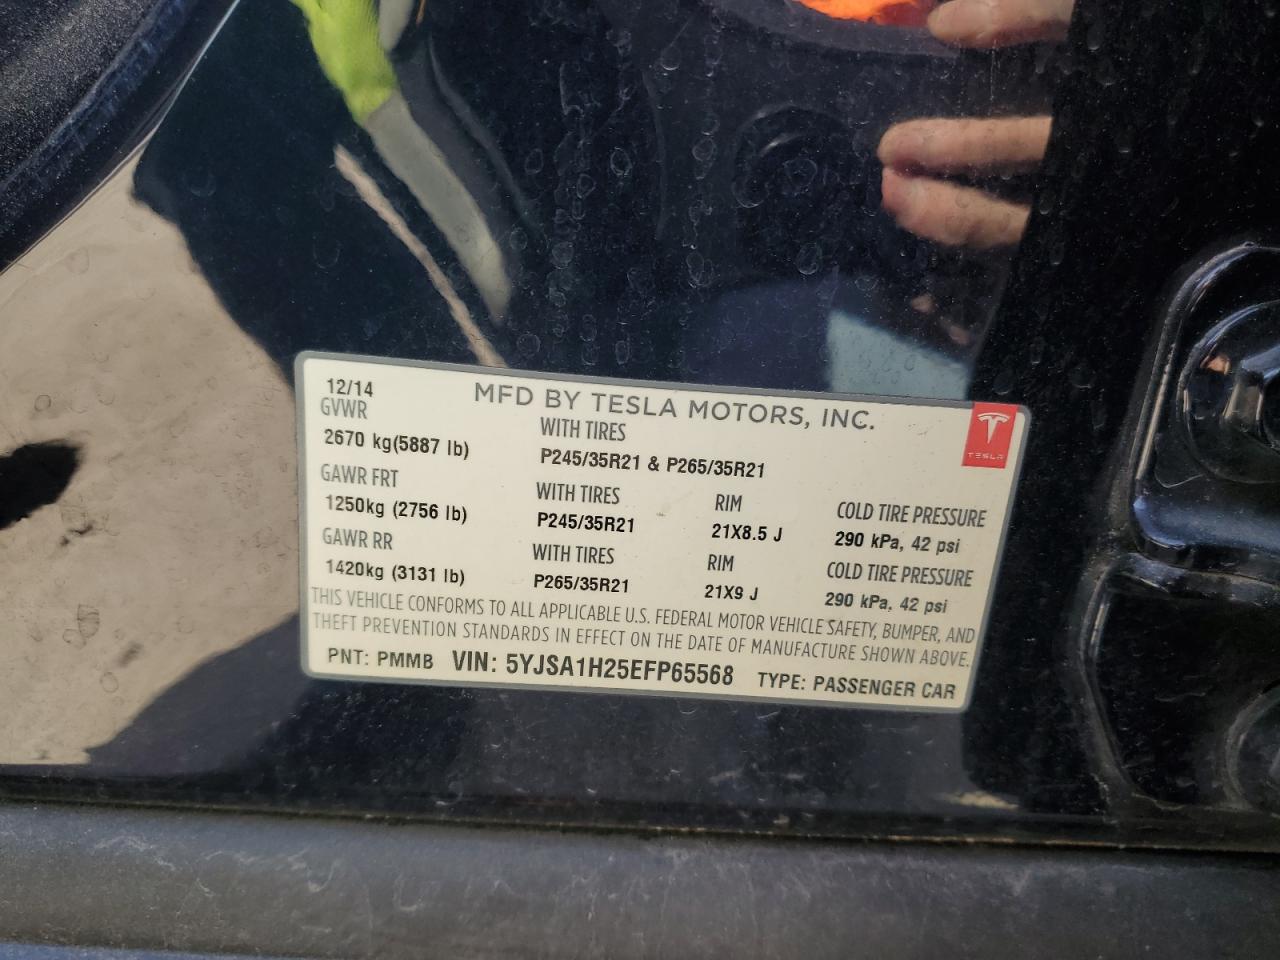 12/14
MFD BY TESLA MOTORS, INC.
TESLA
GVWR
WITH TIRES
2670 kg(5887 lb)
P245/35R21 & P265/35R21
GAWR FRT
WITH TIRES
RIM
COLD TIRE PRESSURE
1250kg (2756 lb)
P245/35R21
21X8.5 J
290 kPa, 42 psi
GAWR RR
WITH TIRES
RIM
COLD TIRE PRESSURE
1420kg (3131 lb)
P265/35R21
21X9 J
290 kPa, 42 psi
THIS VEHICLE CONFORMS TO ALL APPLICABLE U.S. FEDERAL MOTOR VEHICLE SAFETY, BUMPER, AND
THEFT PREVENTION STANDARDS IN EFFECT ON THE DATE OF MANUFACTURE SHOWN ABOVE.
PNT: PMMB VIN: 5YJSA1H25EFP65568 TYPE: PASSENGER CAR